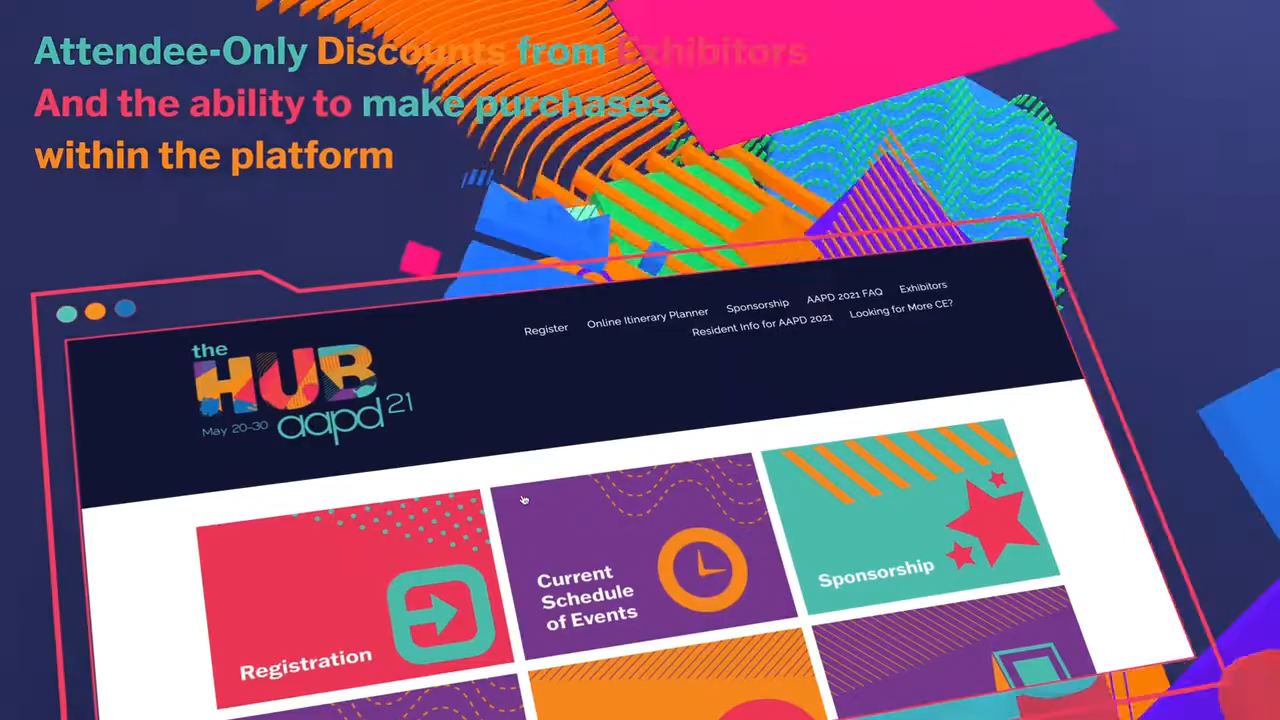 Attendee-Only Discounts from Exhibitors
And the ability to make purchases
within the platform
Register Online Itinerary Planner Sponsorship AAPD 2021 FAQ Exhibitors
Resident Info for AAPD 2021 Looking for More CE?
the
HUB
May 20-30 aapd 21
Registration
Current
Schedule
of Events
Sponsorship